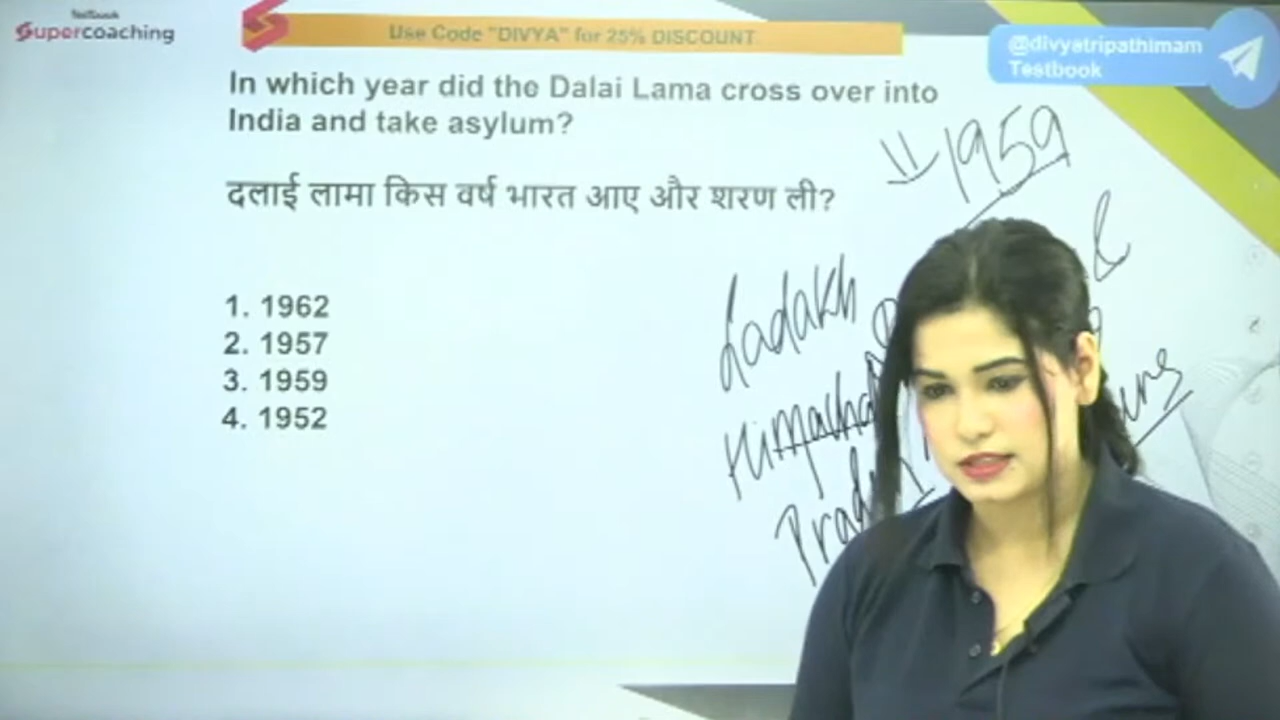 testbook
Supercoaching
Use Code "DIVYA" for 25% DISCOUNT
@divyatripathimam
Testbook
In which year did the Dalai Lama cross over into
India and take asylum?
1959
दलाई लामा किस वर्ष भारत आए और शरण ली?
Ladakh
Himachal
1. 1962
2. 1957
3. 1959
4. 1952